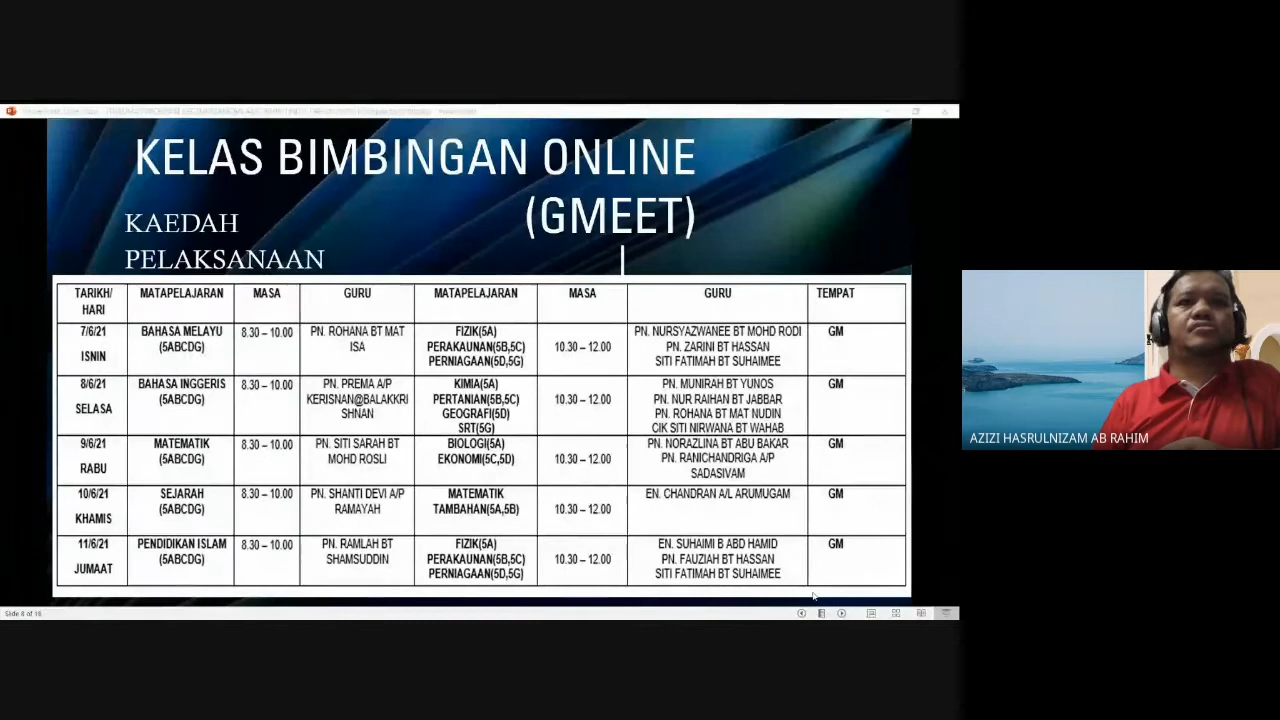 KELAS BIMBINGAN ONLINE
(GMEET)
KAEDAH
PELAKSANAAN
TARIKH/
HARI
MATAPELAJARAN
MASA
GURU
MATAPELAJARAN
MASA
GURU
TEMPAT
7/6/21
ISNIN
BAHASA MELAYU
(5ABCDG)
8.30 – 10.00
PN. ROHANA BT MAT
ISA
FIZIK(5A)
PERAKAUNAN(5B,5C)
PERNIAGAAN(5D,5G)
10.30 – 12.00
PN. NURSYAZWANEE BT MOHD RODI
PN. ZARINI BT HASSAN
SITI FATIMAH BT SUHAIMEE
GM
8/6/21
SELASA
BAHASA INGGERIS
(5ABCDG)
8.30 – 10.00
PN. PREMA A/P
KERISNAN@BALAKKRI
SHNAN
KIMIA(5A)
PERTANIAN(5B,5C)
GEOGRAFI(5D)
SRT(5G)
10.30 – 12.00
PN. MUNIRAH BT YUNOS
PN. NUR RAIHAN BT JABBAR
PN. ROHANA BT MAT NUDIN
CIK SITI NIRWANA BT WAHAB
GM
9/6/21
RABU
MATEMATIK
(5ABCDG)
8.30 – 10.00
PN. SITI SARAH BT
MOHD ROSLI
BIOLOGI(5A)
EKONOMI(5C,5D)
10.30 – 12.00
PN. NORAZLINA BT ABU BAKAR
PN. RANICHANDRIGA A/P
SADASIVAM
GM
10/6/21
KHAMIS
SEJARAH
(5ABCDG)
8.30 – 10.00
PN. SHANTI DEVI A/P
RAMAYAH
MATEMATIK
TAMBAHAN(5A,5B)
10.30 – 12.00
EN. CHANDRAN A/L ARUMUGAM
GM
11/6/21
JUMAAT
PENDIDIKAN ISLAM
(5ABCDG)
8.30 – 10.00
PN. RAMLAH BT
SHAMSUDDIN
FIZIK(5A)
PERAKAUNAN(5B,5C)
PERNIAGAAN(5D,5G)
10.30 – 12.00
EN. SUHAIMI B ABD HAMID
PN. FAUZIAH BT HASSAN
SITI FATIMAH BT SUHAIMEE
GM
Slide 8 of 18
AZIZI HASRULNIZAM AB RAHIM